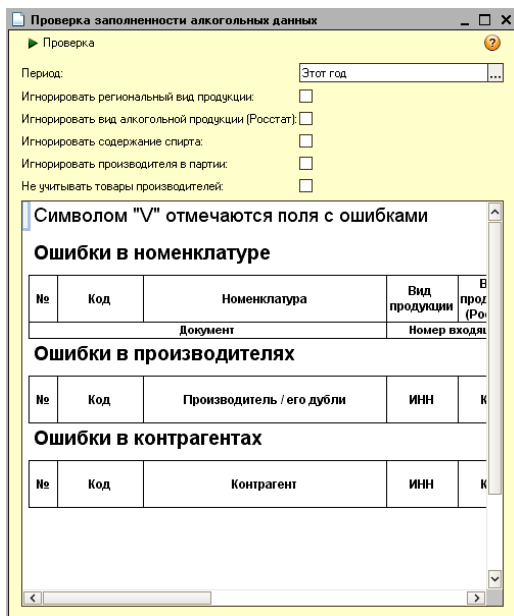 Проверка заполненности алкогольных данных
Проверка
Период: Этот год ...
Игнорировать региональный вид продукции:
Игнорировать вид алкогольной продукции (Росстат):
Игнорировать содержание спирта:
Игнорировать производителя в партии:
Не учитывать товары производителей:
Символом "V" отмечаются поля с ошибками
Ошибки в номенклатуре
№ Код Номенклатура Вид продукции
Документ Номер
Ошибки в производителях
№ Код Производитель / его дубли ИНН
Ошибки в контрагентах
№ Код Контрагент ИНН